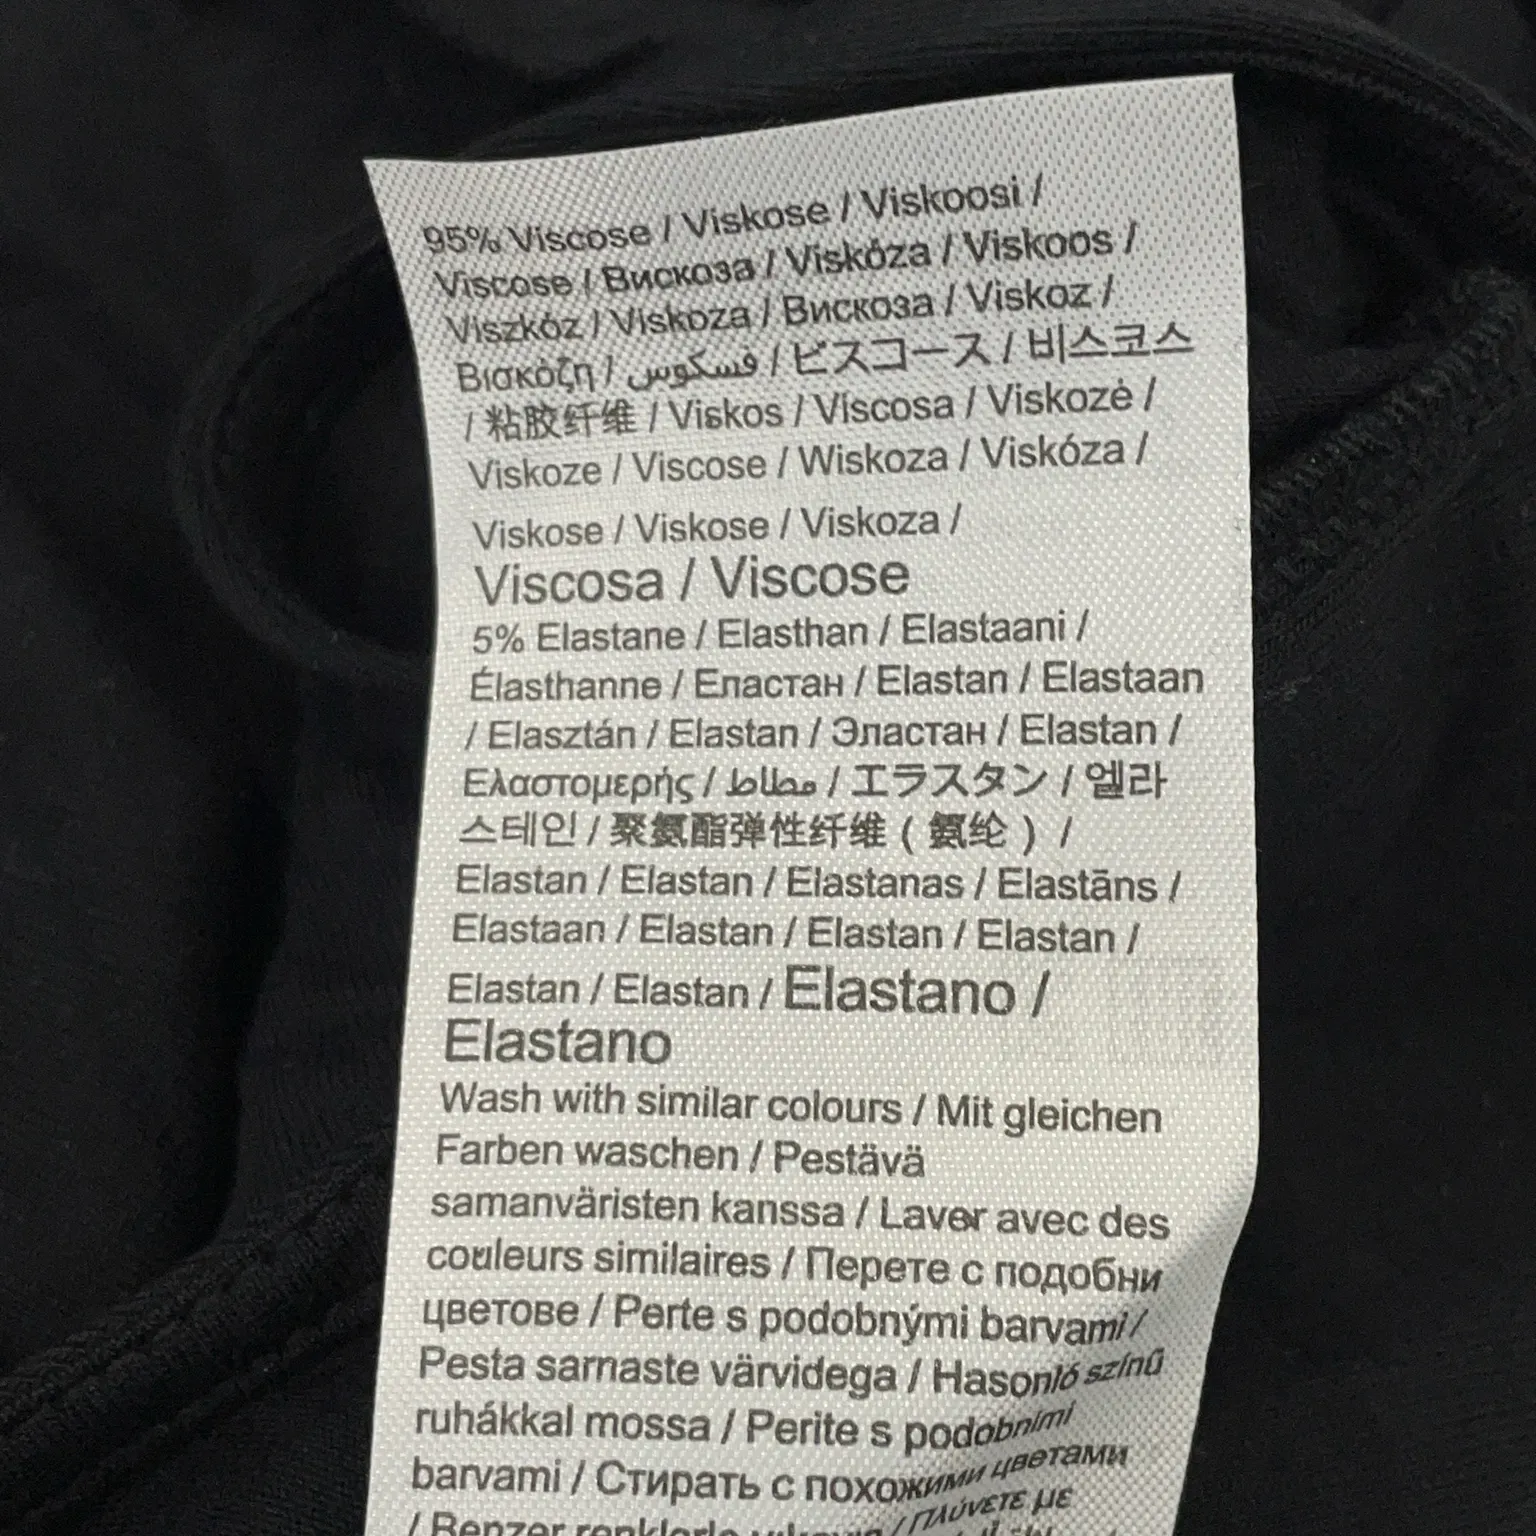 95% Viscose / Viskose / Viskoosi /
Viscose / Вискоза / Viskóza / Viskoos /
Viszkóz / Viskoza / Вискоза / Viskoz /
Βισκόζη / فسكوس / ビスコース / 비스코스
/ 粘胶纤维 / Viskos / Viscosa / Viskozė /
Viskoze / Viscose / Wiskoza / Viskóza /
Viskose / Viskose / Viskoza /
Viscosa / Viscose
5% Elastane / Elasthan / Elastaani /
Élasthanne / Еластан / Elastan / Elastaan
/ Elasztán / Elastan / Эластан / Elastan /
Ελαστομερής / مطاط / エラスタン / 엘라
스테인 / 聚氨酯弹性纤维 ( 氨纶 ) /
Elastan / Elastan / Elastanas / Elastāns /
Elastaan / Elastan / Elastan / Elastan /
Elastan / Elastan / Elastano /
Elastano
Wash with similar colours / Mit gleichen
Farben waschen / Pestävä
samanväristen kanssa / Laver avec des
couleurs similaires / Перете с подобни
цветове / Perte s podobnými barvami /
Pesta samaste värvidega / Hasonló színű
ruhákkal mossa / Perite s podobnimi
barvami / Стирать с похожими цветами
/ Benzer renklerle / Πλύνετε με